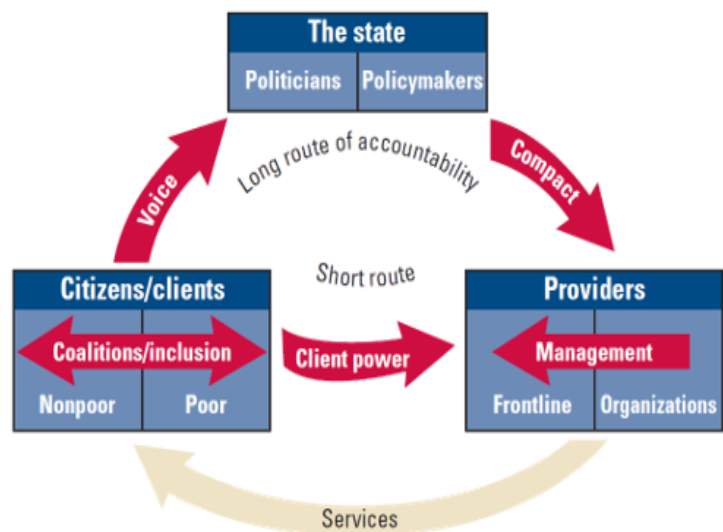 The state
Politicians
Policymakers
Long route of accountability
Voice
Compact
Short route
Citizens/clients
Coalitions/inclusion
Nonpoor
Poor
Client power
Providers
Management
Frontline
Organizations
Services